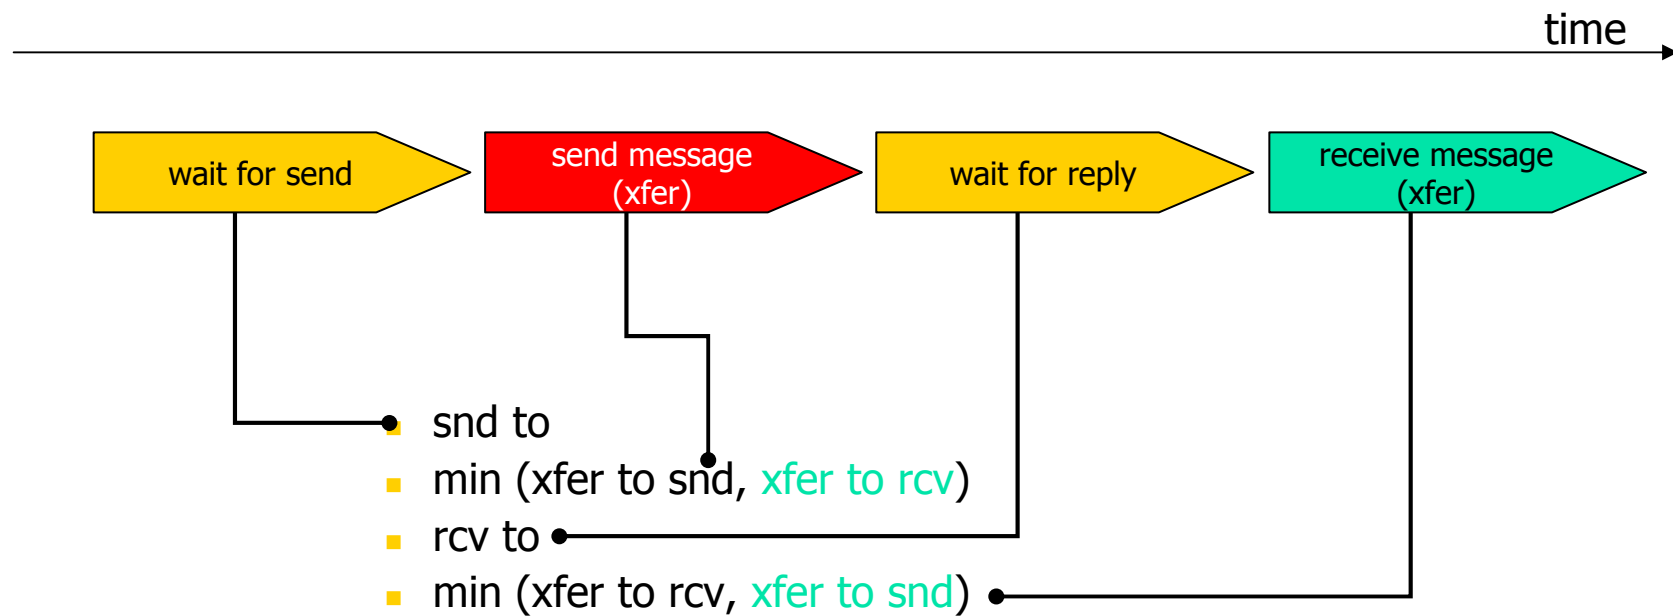 time
wait for send
send message
(xfer)
wait for reply
receive message
(xfer)
snd to
min (xfer to snd, xfer to rcv)
rcv to
min (xfer to rcv, xfer to snd)